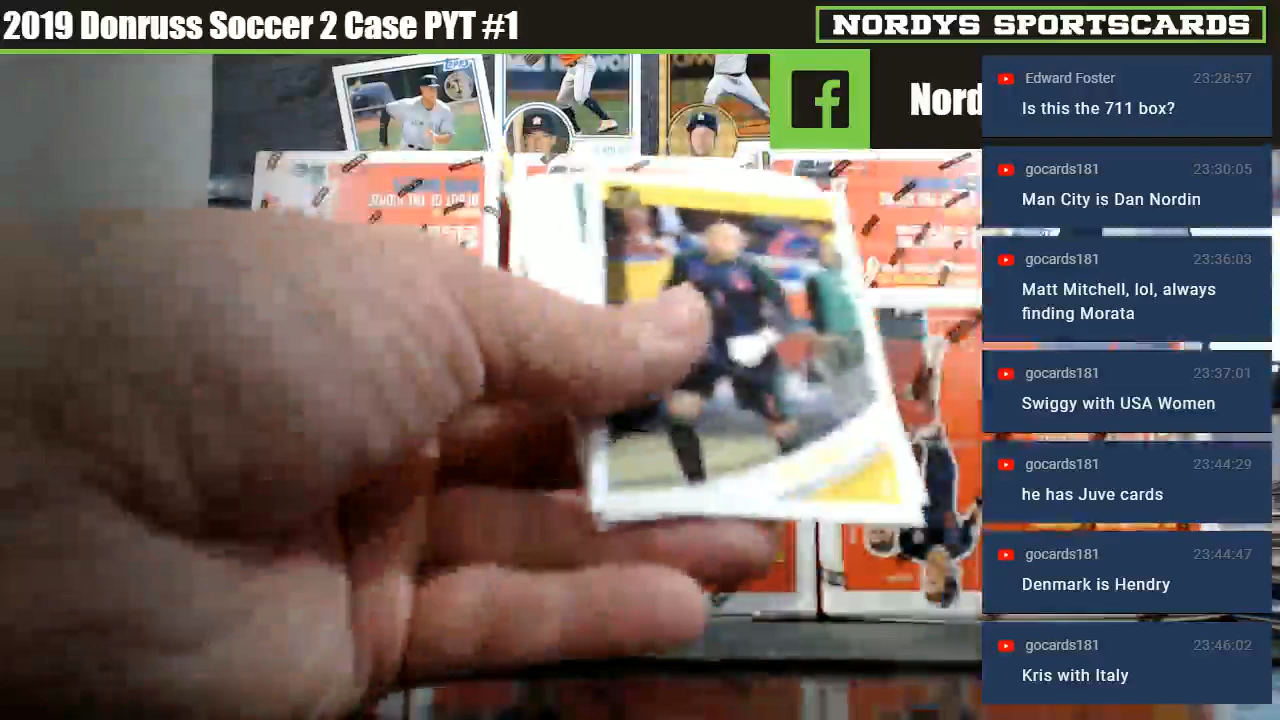 2019 Donruss Soccer 2 Case PYT #1
NORDYS SPORTSCARDS
Nord
Edward Foster 23:28:57
Is this the 711 box?
gocards181 23:30:05
Man City is Dan Nordin
gocards181 23:36:03
Matt Mitchell, lol, always
finding Morata
gocards181 23:37:01
Swiggy with USA Women
gocards181 23:44:29
he has Juve cards
gocards181 23:44:47
Denmark is Hendry
gocards181 23:46:02
Kris with Italy